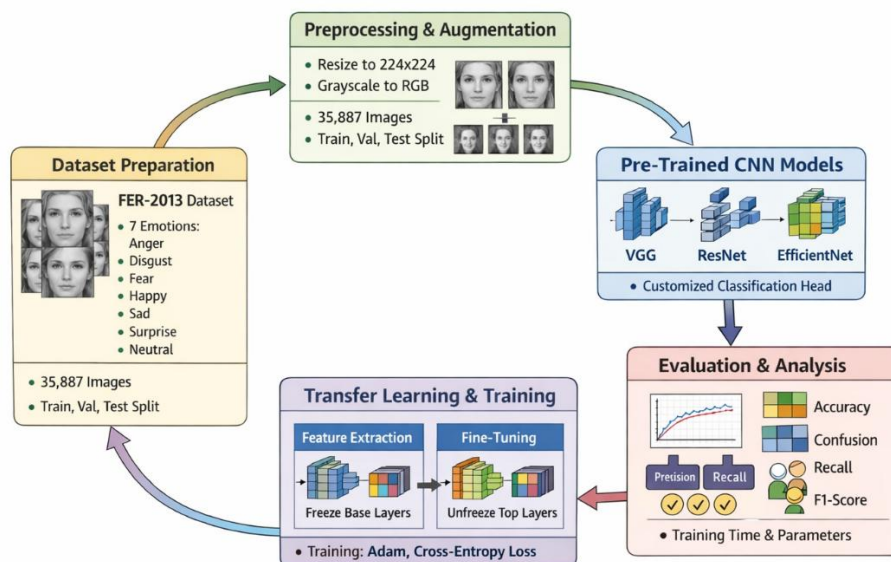 Preprocessing & Augmentation
• Resize to 224x224
• Grayscale to RGB
• 35,887 Images
• Train, Val, Test Split
Dataset Preparation
FER-2013 Dataset
• 7 Emotions:
Anger
• Disgust
• Fear
• Happy
• Sad
• Surprise
• Neutral
• 35,887 Images
• Train, Val, Test Split
Pre-Trained CNN Models
VGG
ResNet
EfficientNet
• Customized Classification Head
Evaluation & Analysis
Accuracy
Confusion
Precision
Recall
Recall
F1-Score
• Training Time & Parameters
Transfer Learning & Training
Feature Extraction
Freeze Base Layers
Fine-Tuning
Unfreeze Top Layers
• Training: Adam, Cross-Entropy Loss